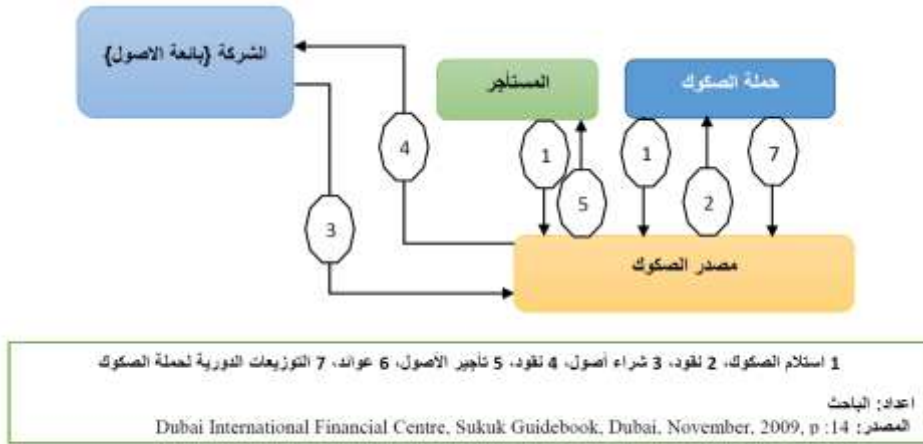 الشركة {بائعة الاصول}
حملة الصكوك
المستأجر
4
1
5
1
2
7
3
مصدر الصكوك
1 استلام الصكوك، 2 نقود، 3 شراء أصول، 4 نقود، 5 تأجير الأصول، 6 عوائد، 7 التوزيعات الدورية لحملة الصكوك
اعداد: الباحث
المصدر: Dubai International Financial Centre, Sukuk Guidebook, Dubai, November, 2009, p :14